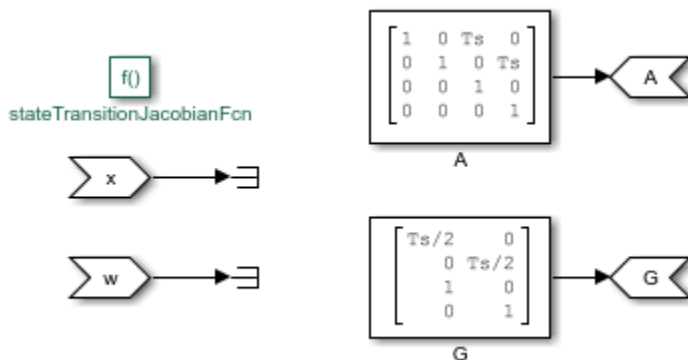 f()
stateTransitionJacobianFcn
x
w
1 0 Ts 0
0 1 0 Ts
0 0 1 0
0 0 0 1
A
A
Ts/2 0
0 Ts/2
1 0
0 1
G
G